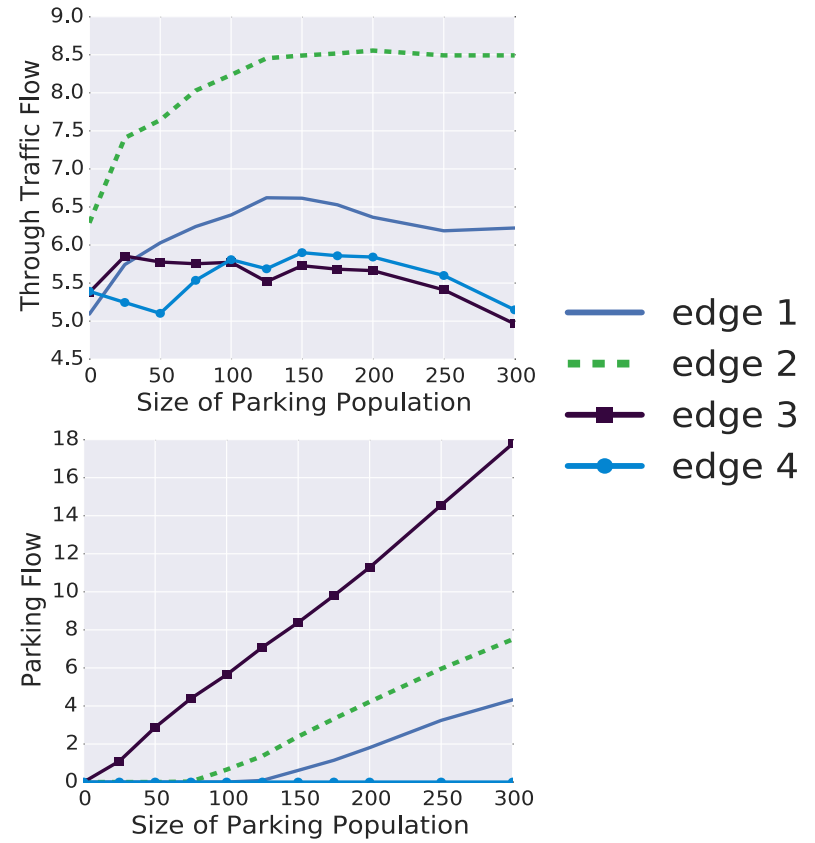 9.0
8.5
8.0
7.5
7.0
6.5
6.0
5.5
5.0
4.5
Through Traffic Flow
0 50 100 150 200 250 300
Size of Parking Population
edge 1
edge 2
edge 3
edge 4
18
16
14
12
10
8
6
4
2
0
Parking Flow
0 50 100 150 200 250 300
Size of Parking Population